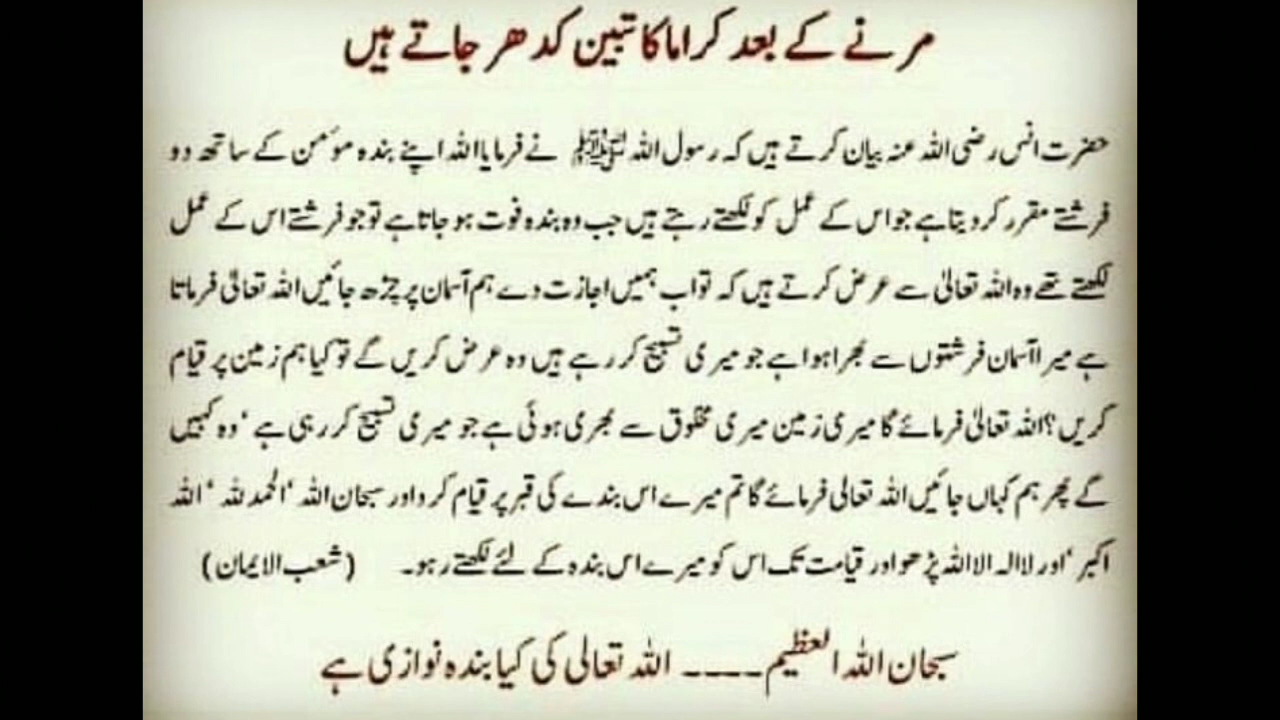 مرنے کے بعد کراما کاتبین کدھر جاتے ہیں
حضرت انس رضی اللہ عنہ بیان کرتے ہیں کہ رسول اللہ ﷺ نے فرمایا اللہ اپنے بندہ موٴمن کے ساتھ دو
فرشتے مقرر کردیتا ہے جو اس کے عمل کو لکھتے رہتے ہیں جب وہ بندہ فوت ہو جاتا ہے تو جو فرشتے اس کے عمل
لکھتے تھے وہ اللہ تعالیٰ سے عرض کرتے ہیں کہ تو اب ہمیں اجازت دے ہم آسمان پر چڑھ جائیں اللہ تعالیٰ فرماتا
ہے میرا آسمان فرشتوں سے بھرا ہوا ہے جو میری تسبیح کر رہے ہیں وہ عرض کریں گے تو کیا ہم زمین پر قیام
کریں؟ اللہ تعالیٰ فرمائے گا میری زمین میری مخلوق سے بھری ہوئی ہے جو میری تسبیح کر رہی ہے ‘ وہ کہیں
گے پھر ہم کہاں جائیں اللہ تعالی فرمائے گا تم میرے اس بندے کی قبر پر قیام کرو اور سبحان اللہ ‘ الحمد للہ ‘ اللہ
اکبر ‘ اور لا الہ الا اللہ پڑھو اور قیامت تک اس کو میرے اس بندہ کے لئے لکھتے رہو۔ (شعب الایمان)
سبحان اللہ العظیم ۔۔۔۔ اللہ تعالی کی کیا بندہ نوازی ہے